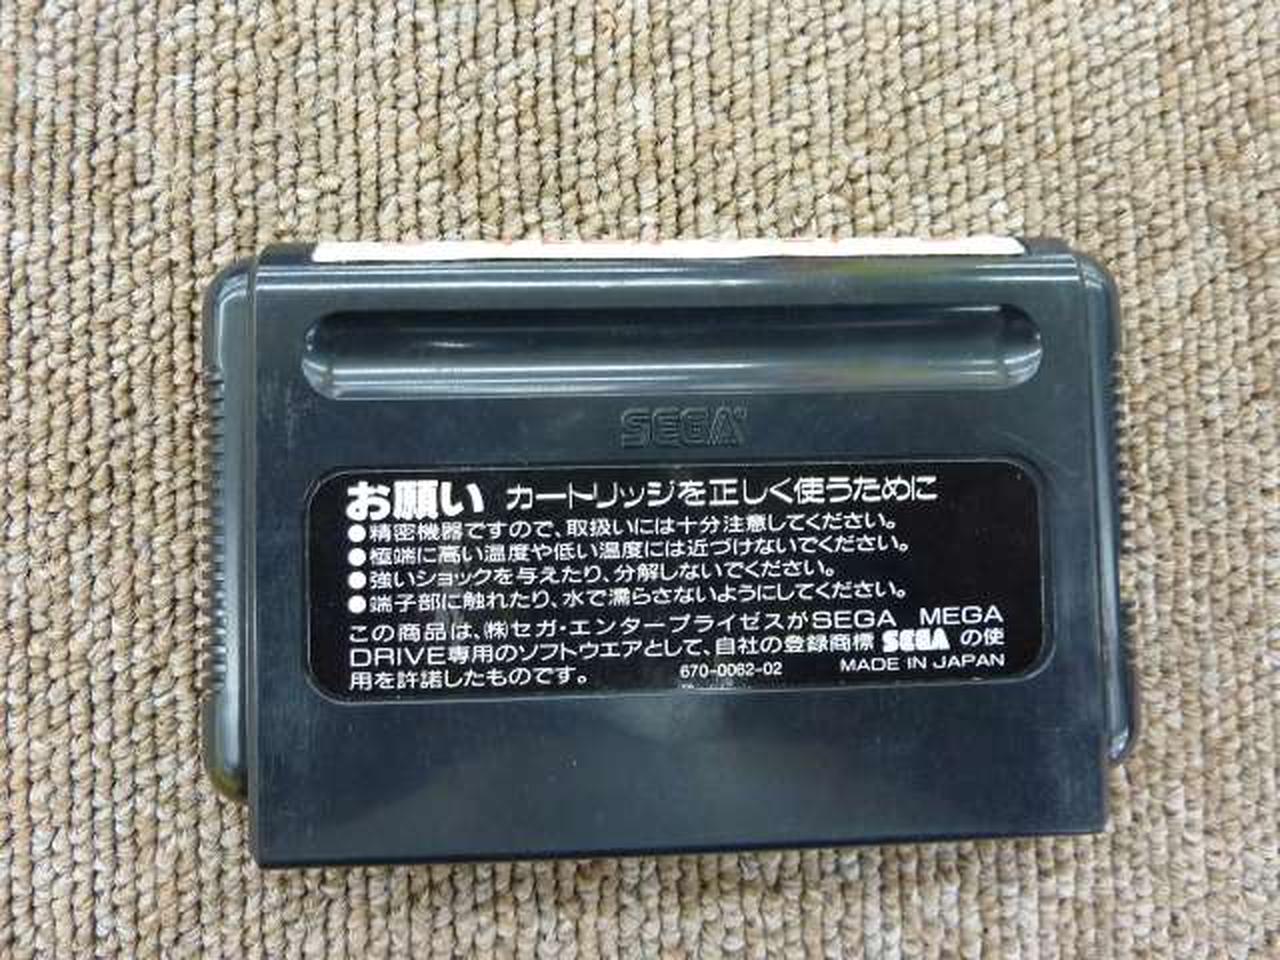 SEGA
お願い カートリッジを正しく使うために
●精密機器ですので、取扱いには十分注意してください。
●極端に高い温度や低い温度には近づけないでください。
●強いショックを与えたり、分解しないでください。
●端子部に触れたり、水で濡らさないようにしてください。
この商品は、㈱セガ・エンタープライゼスがSEGA MEGA
DRIVE専用のソフトウエアとして、自社の登録商標 SEGA の使
用を許諾したものです。 670-0062-02 MADE IN JAPAN